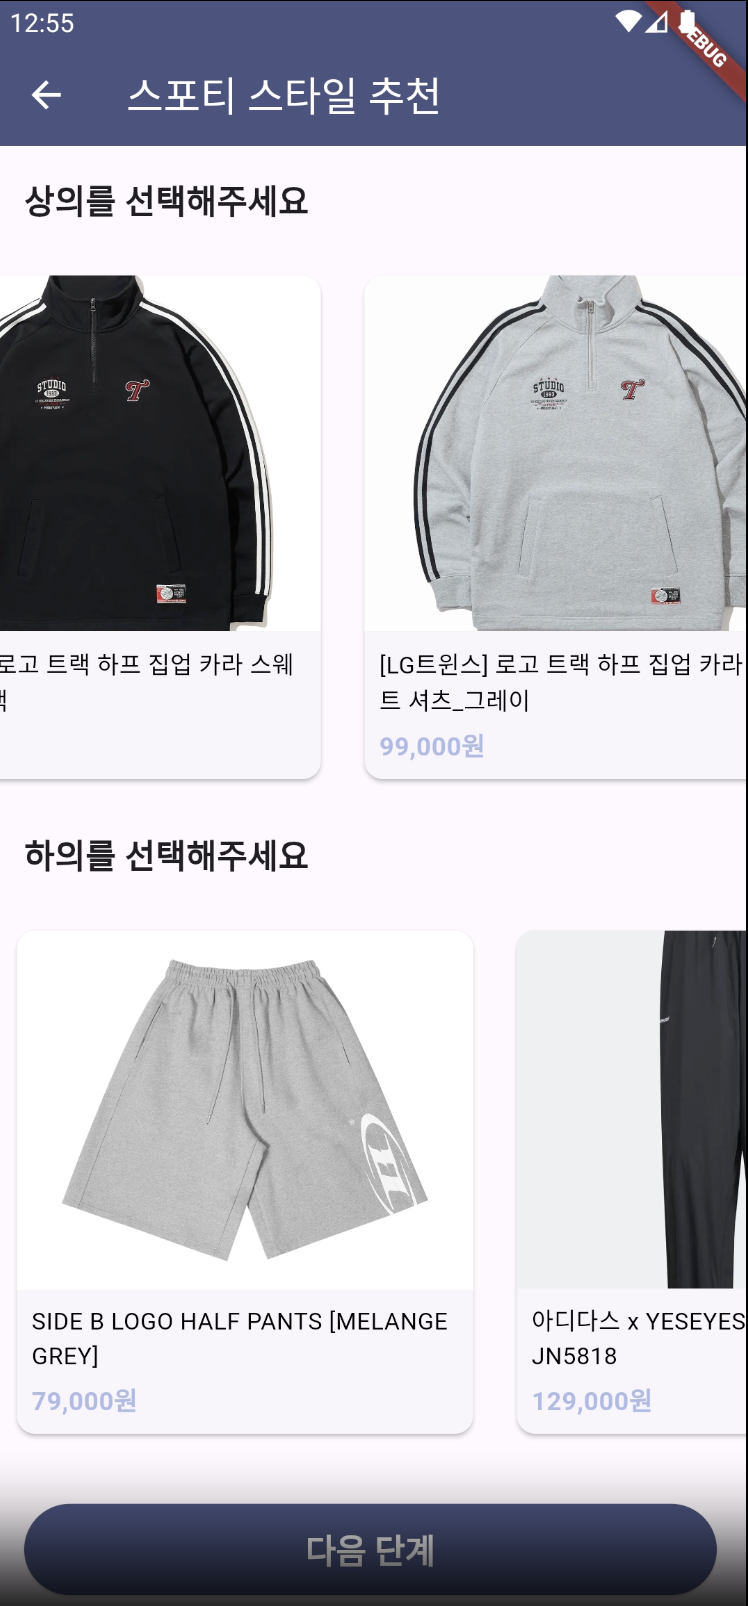 12:55
DEBUG
스포티 스타일 추천
상의를 선택해주세요
STUDIO
1990
T
STUDIO
T
로고 트랙 하프 집업 카라 스웨
[LG트윈스] 로고 트랙 하프 집업 카라
트 셔츠_그레이
99,000원
하의를 선택해주세요
SIDE B LOGO HALF PANTS [MELANGE
GREY]
79,000원
아디다스 x YESEYES
JN5818
129,000원
다음 단계